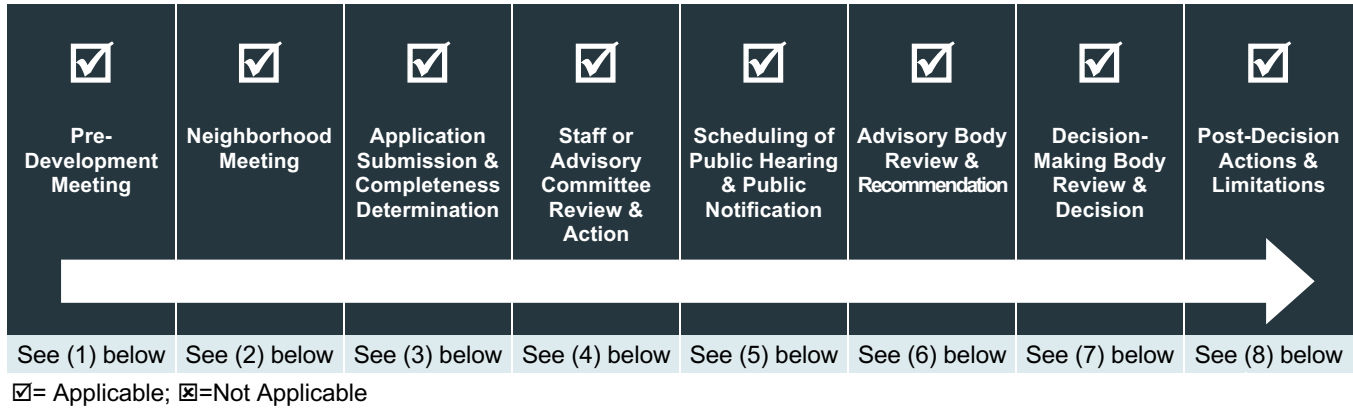 ☑ ☑ ☑ ☑ ☑ ☑ ☑ ☑
Pre-
Development
Meeting
Neighborhood
Meeting
Application
Submission &
Completeness
Determination
Staff or
Advisory
Committee
Review &
Action
Scheduling of
Public Hearing
& Public
Notification
Advisory Body
Review &
Recommendation
Decision-
Making Body
Review &
Decision
Post-Decision
Actions &
Limitations
See (1) below
See (2) below
See (3) below
See (4) below
See (5) below
See (6) below
See (7) below
See (8) below
☑= Applicable; ☒=Not Applicable